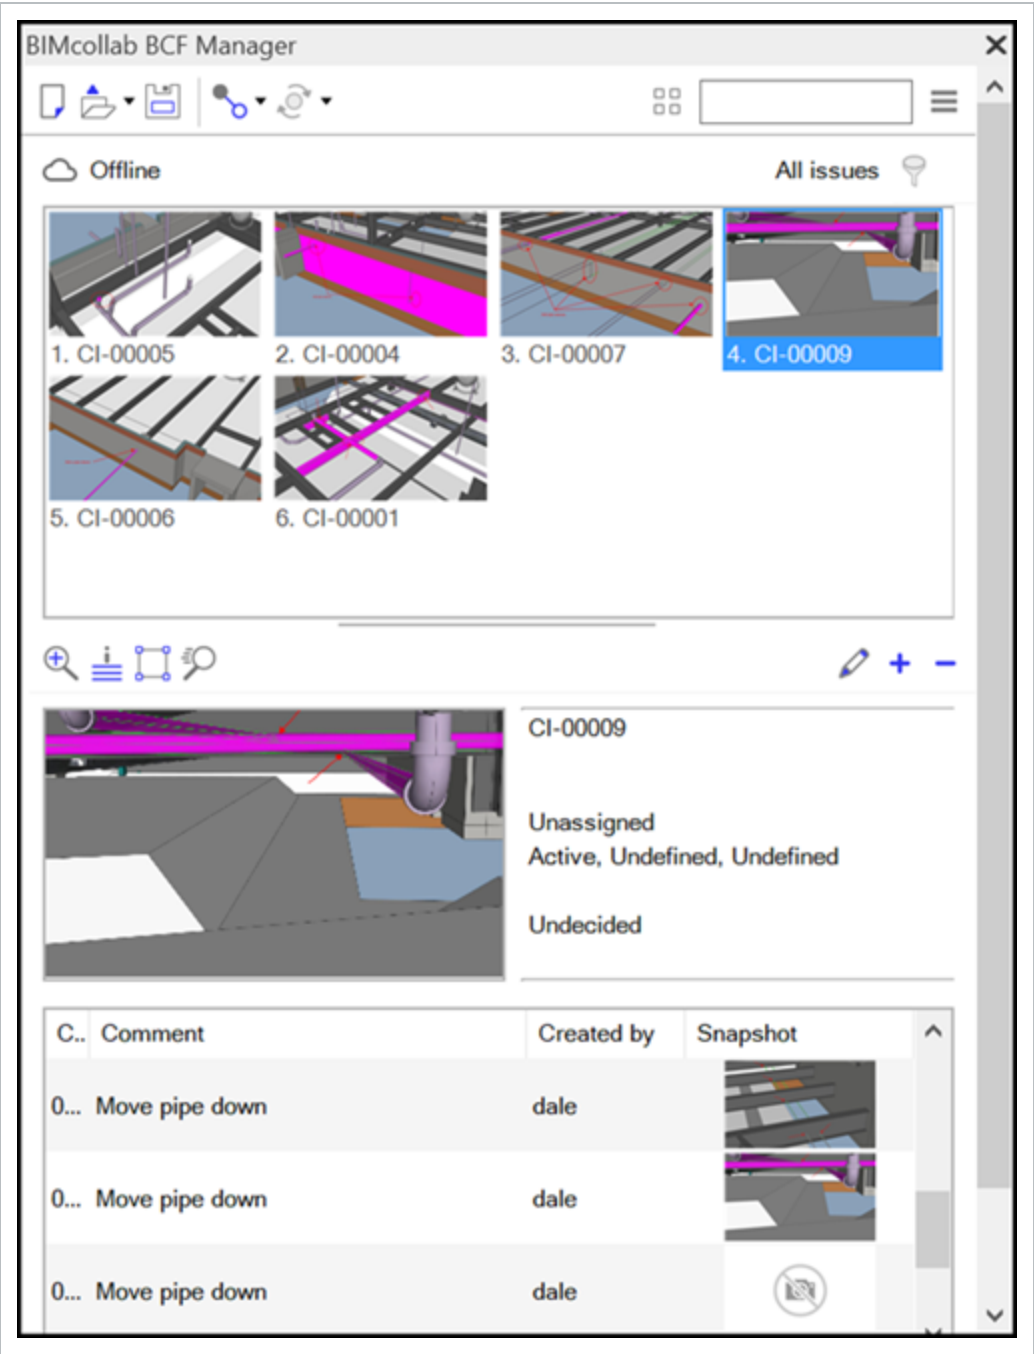 BIMcollab BCF Manager
Offline
All issues
1. CI-00005
2. CI-00004
3. CI-00007
4. CI-00009
5. CI-00006
6. CI-00001
CI-00009
Unassigned
Active, Undefined, Undefined
Undecided
C.. Comment Created by Snapshot
0... Move pipe down dale
0... Move pipe down dale
0... Move pipe down dale